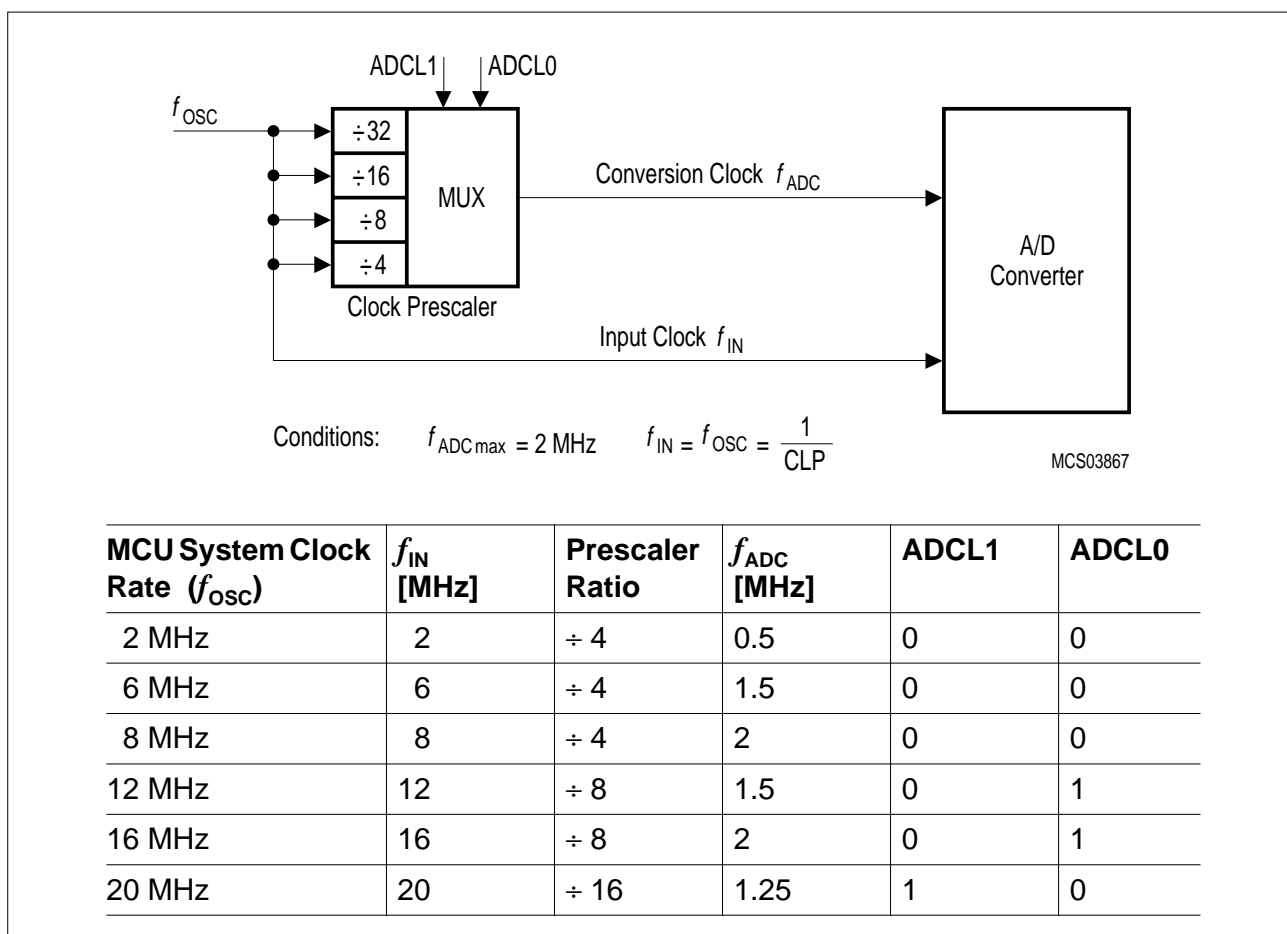 ADCL1 ADCL0
f OSC
÷32
÷16
÷8
÷4
MUX
Clock Prescaler
Conversion Clock f ADC
Input Clock f IN
A/D
Converter
Conditions: f ADC max = 2 MHz f IN = f OSC = 1
CLP
MCS03867
MCU System Clock Rate (fOSC) fIN [MHz] Prescaler Ratio fADC [MHz] ADCL1 ADCL0
2 MHz 2 ÷ 4 0.5 0 0
6 MHz 6 ÷ 4 1.5 0 0
8 MHz 8 ÷ 4 2 0 0
12 MHz 12 ÷ 8 1.5 0 1
16 MHz 16 ÷ 8 2 0 1
20 MHz 20 ÷ 16 1.25 1 0